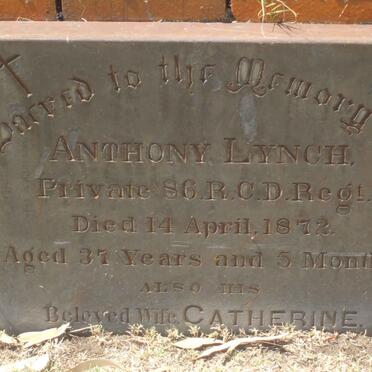 Sacred to the Memory
ANTHONY LYNCH.
Private 86.R.C.D.Regt.
Died 14 April, 1872.
Aged 37 Years and 5 Month
ALSO HIS
Beloved Wife CATHERINE.